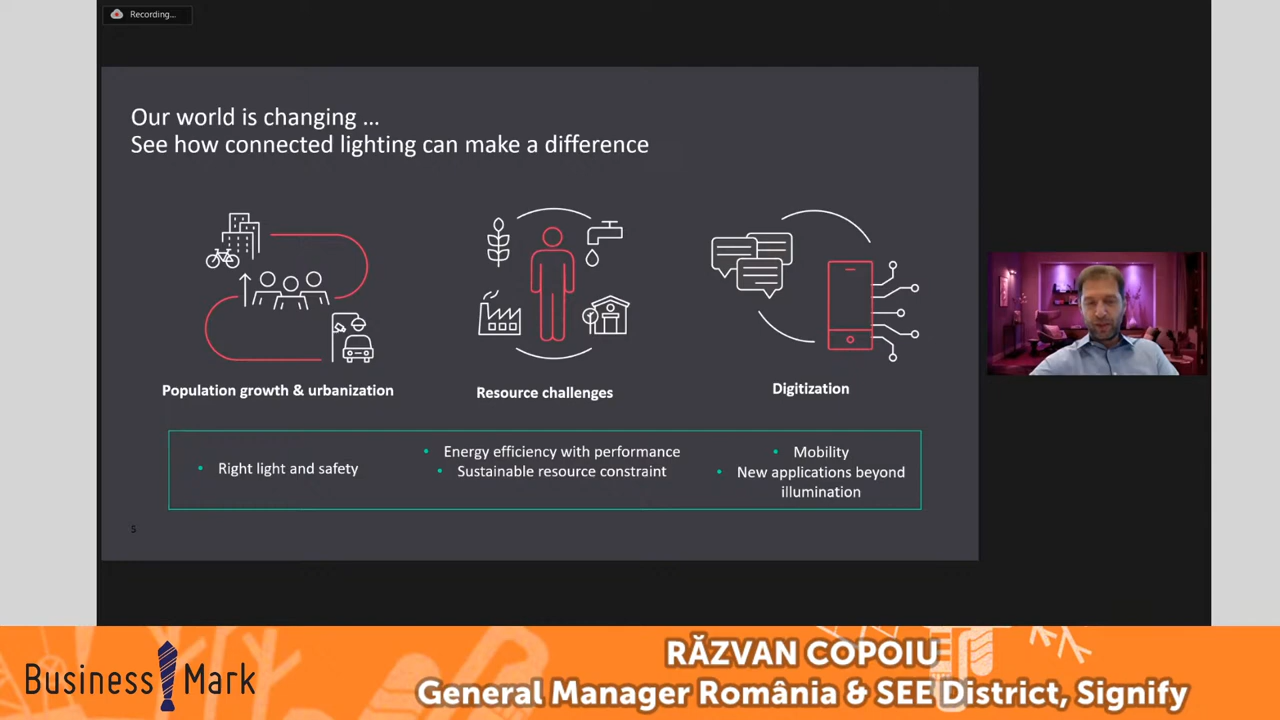 Recording...
Our world is changing ...
See how connected lighting can make a difference
Population growth & urbanization
Resource challenges
Digitization
• Right light and safety
• Energy efficiency with performance
• Sustainable resource constraint
• Mobility
• New applications beyond
illumination
5
Business Mark
RĂZVAN COPOIU
General Manager România & SEE District, Signify